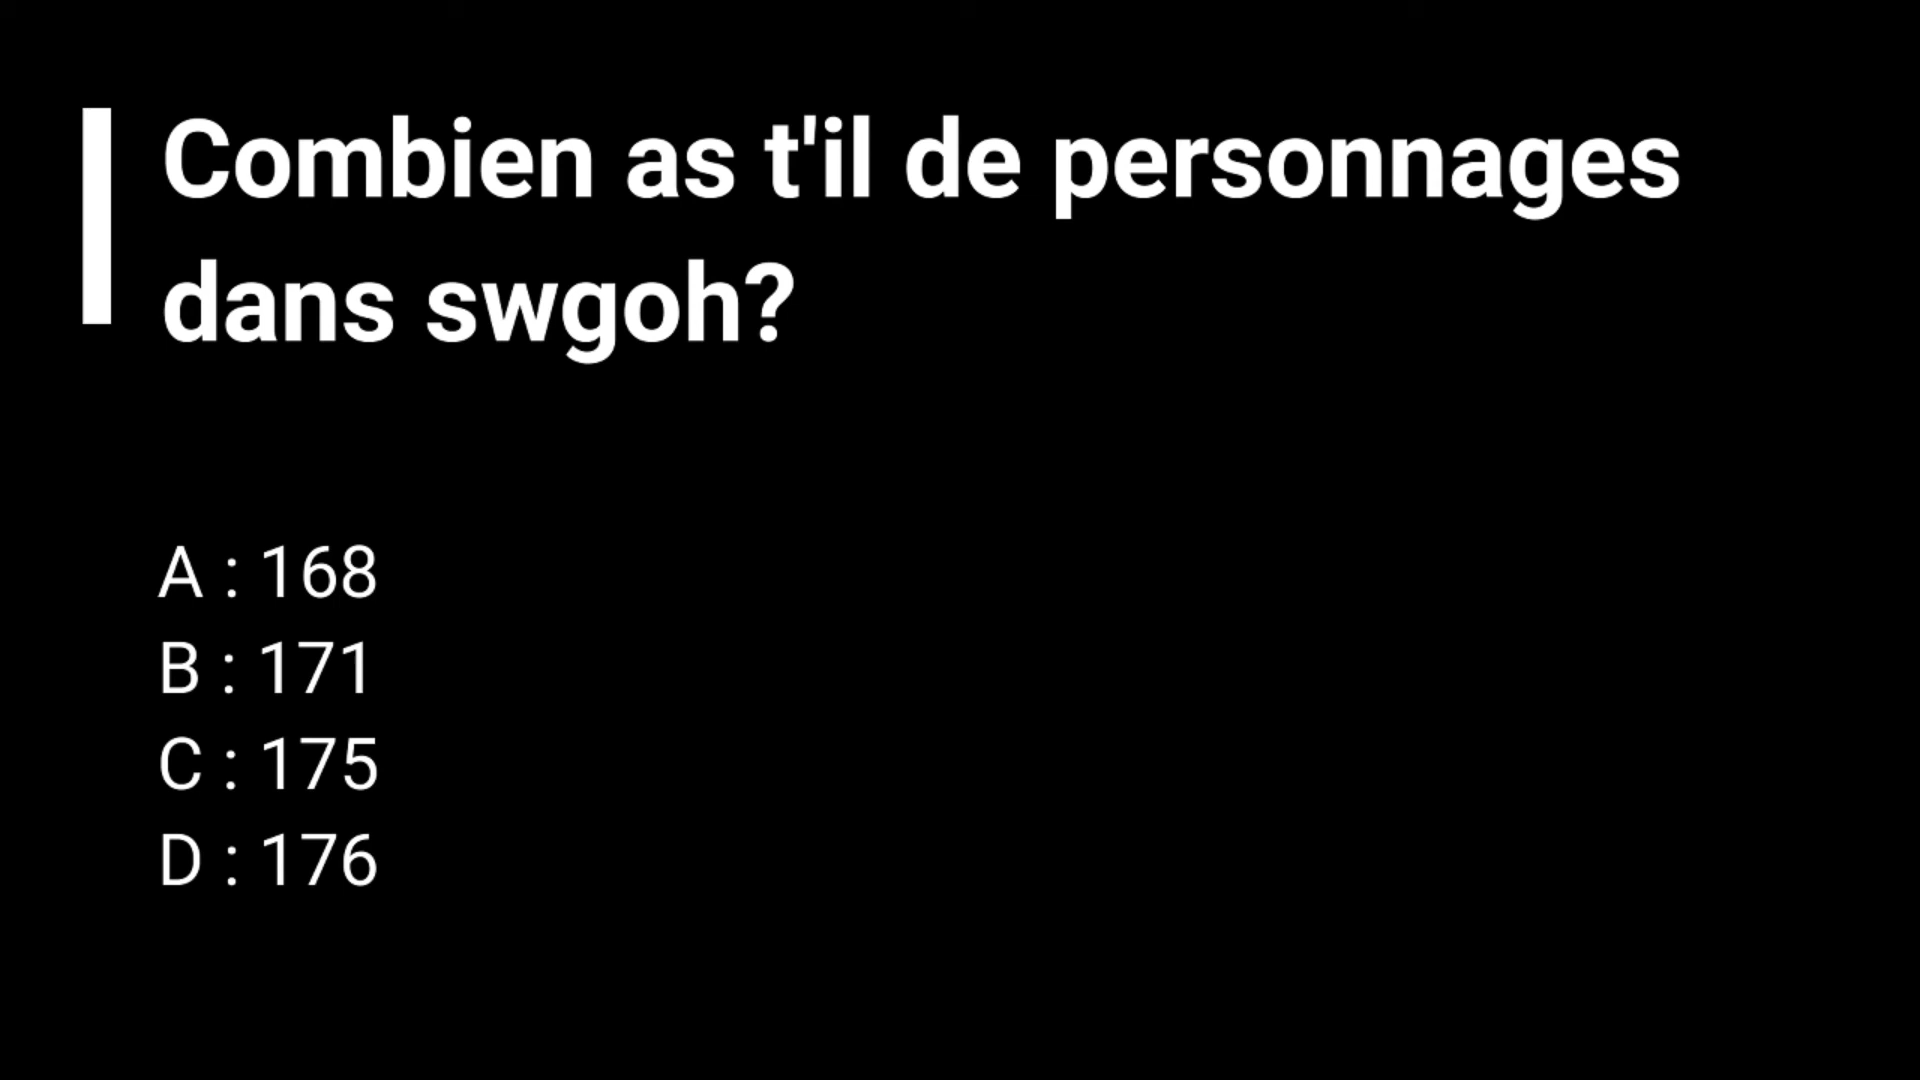 Combien as t'il de personnages
dans swgoh?
A : 168
B : 171
C : 175
D : 176